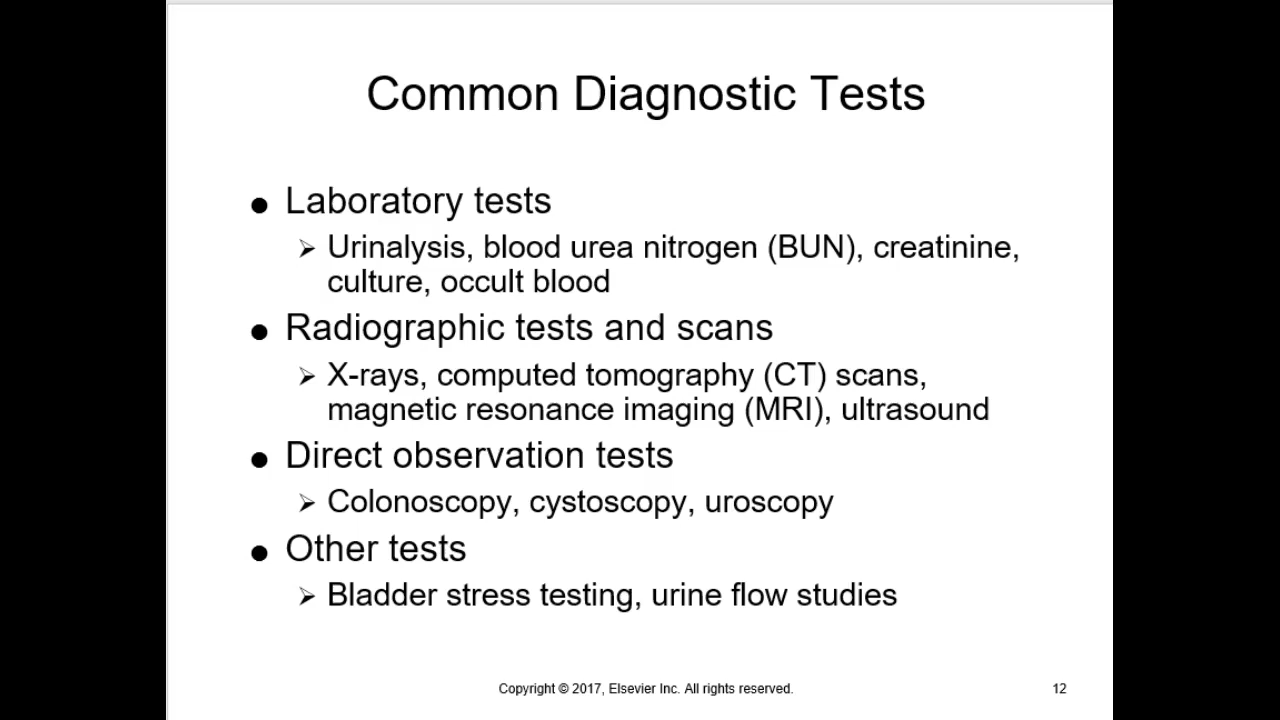 Common Diagnostic Tests
● Laboratory tests
➢ Urinalysis, blood urea nitrogen (BUN), creatinine,
culture, occult blood
● Radiographic tests and scans
➢ X-rays, computed tomography (CT) scans,
magnetic resonance imaging (MRI), ultrasound
● Direct observation tests
➢ Colonoscopy, cystoscopy, uroscopy
● Other tests
➢ Bladder stress testing, urine flow studies
Copyright © 2017, Elsevier Inc. All rights reserved.
12